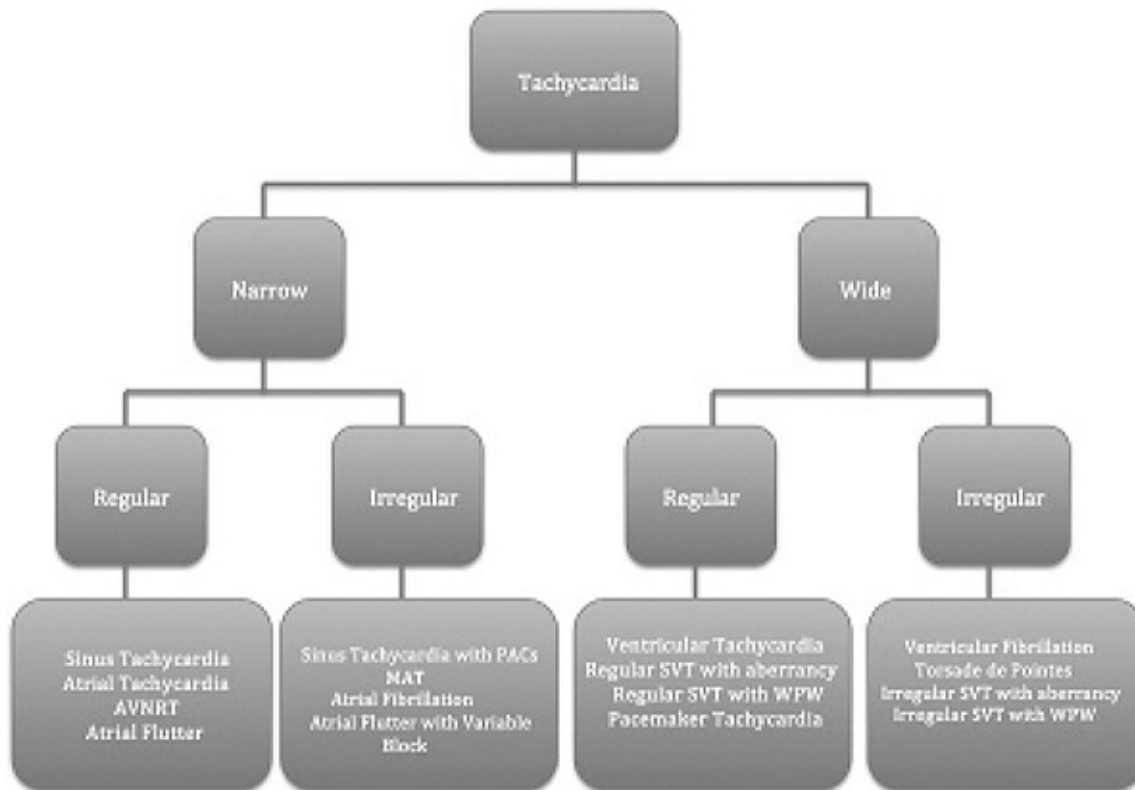 Tachycardia
Narrow
Wide
Regular
Irregular
Regular
Irregular
Sinus Tachycardia
Atrial Tachycardia
AVNRT
Atrial Flutter
Sinus Tachycardia with PACs
MAT
Atrial Fibrillation
Atrial Flutter with Variable
Block
Ventricular Tachycardia
Regular SVT with aberrancy
Regular SVT with WPW
Pacemaker Tachycardia
Ventricular Fibrillation
Torsade de Pointes
Irregular SVT with aberrancy
Irregular SVT with WPW